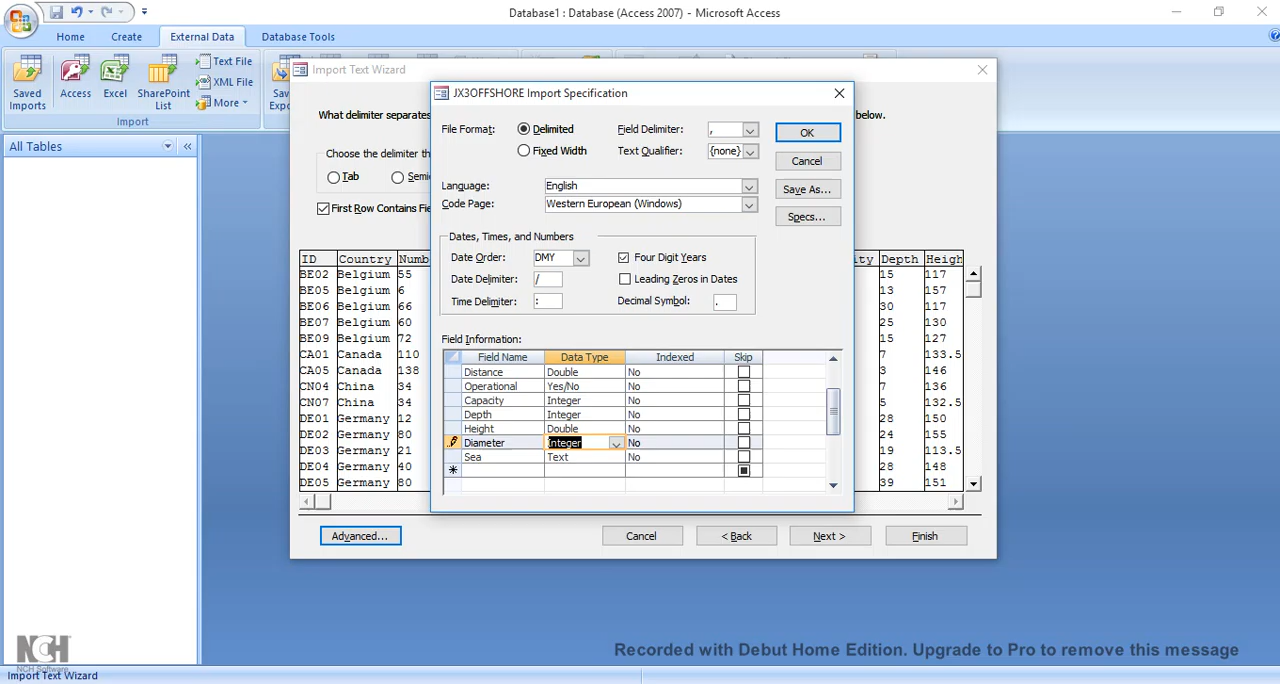 Database1 : Database (Access 2007) - Microsoft Access
Home Create External Data Database Tools
Saved Imports
Access
Excel
SharePoint List
Text File
XML File
More
Import
All Tables
Import Text Wizard
What delimiter separates
below.
Choose the delimiter th
Tab
Semi
First Row Contains Fie
ID Country Numb
BE02 Belgium 55
BE05 Belgium 6
BE06 Belgium 66
BE07 Belgium 60
BE09 Belgium 72
CA01 Canada 110
CA05 Canada 138
CN04 China 34
CN07 China 34
DE01 Germany 12
DE02 Germany 80
DE03 Germany 21
DE04 Germany 40
DE05 Germany 80
ity Depth Heigh
15 117
13 157
30 117
25 130
15 127
7 133.5
3 146
7 136
5 132.5
28 150
24 155
19 113.5
28 148
39 151
JX3OFFSHORE Import Specification
File Format:
Delimited
Fixed Width
Field Delimiter: ,
Text Qualifier: {none}
OK
Cancel
Save As...
Specs...
Language: English
Code Page: Western European (Windows)
Dates, Times, and Numbers
Date Order: DMY
Four Digit Years
Date Delimiter: /
Leading Zeros in Dates
Time Delimiter: :
Decimal Symbol: .
Field Information:
Field Name Data Type Indexed Skip
Distance Double No
Operational Yes/No No
Capacity Integer No
Depth Integer No
Height Double No
Diameter Integer No
Sea Text No
Advanced...
Cancel
< Back
Next >
Finish
NCH
NCH Software
Recorded with Debut Home Edition. Upgrade to Pro to remove this message
Import Text Wizard